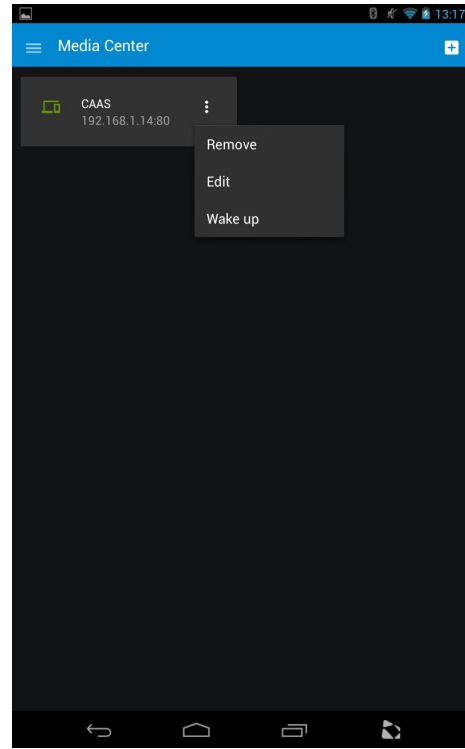 13:17
Media Center
CAAS
192.168.1.14:80
Remove
Edit
Wake up